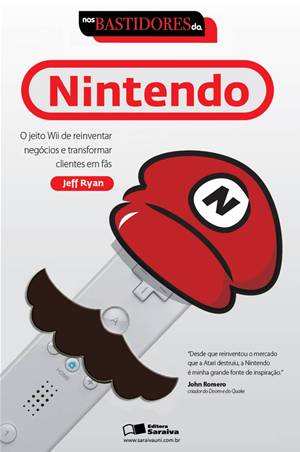 nos BASTIDORES da
Nintendo
O jeito Wii de reinventar
negócios e transformar
clientes em fãs
Jeff Ryan
N
A
HOME
"Desde que reinventou o mercado
que a Atari destruiu, a Nintendo
é minha grande fonte de inspiração."
John Romero
criador do Doom e do Quake
Editora
Saraiva
www.saraivauni.com.br